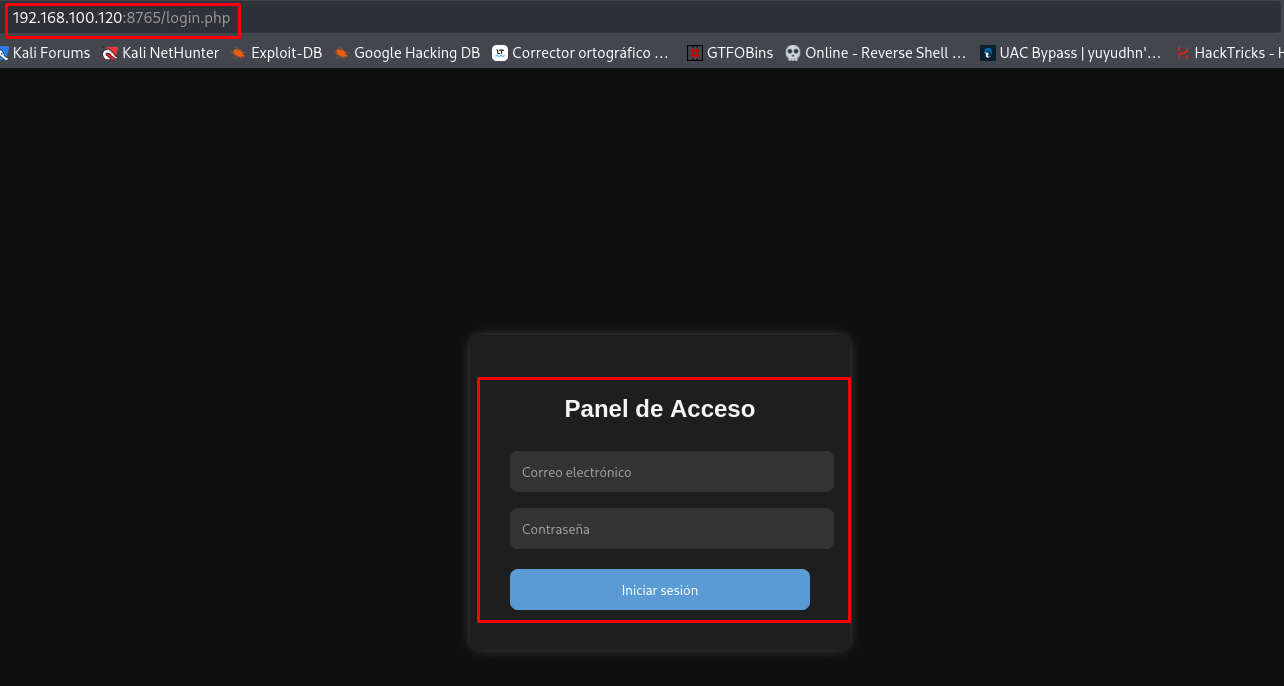 192.168.100.120:8765/login.php
Kali Forums Kali NetHunter Exploit-DB Google Hacking DB Corrector ortográfico … GTFOBins Online - Reverse Shell … UAC Bypass | yuyudhn'… HackTricks - H
Panel de Acceso
Correo electrónico
Contraseña
Iniciar sesión